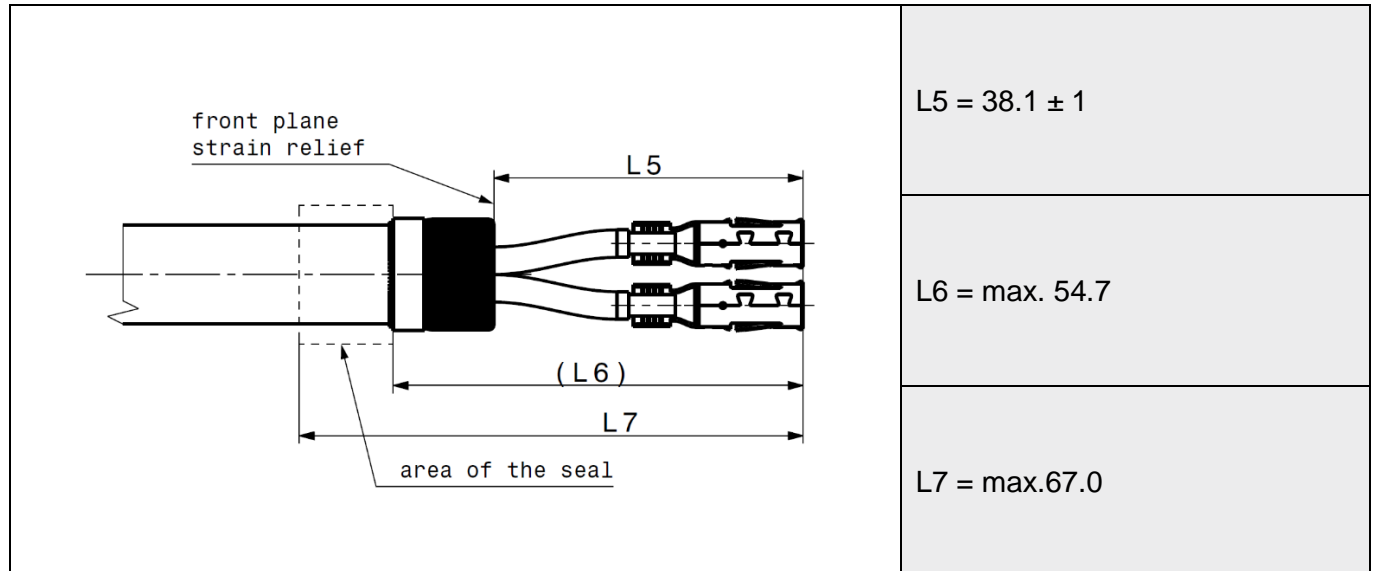 front plane
strain relief
L5
(L6)
L7
area of the seal
L5 = 38.1 ± 1
L6 = max. 54.7
L7 = max.67.0